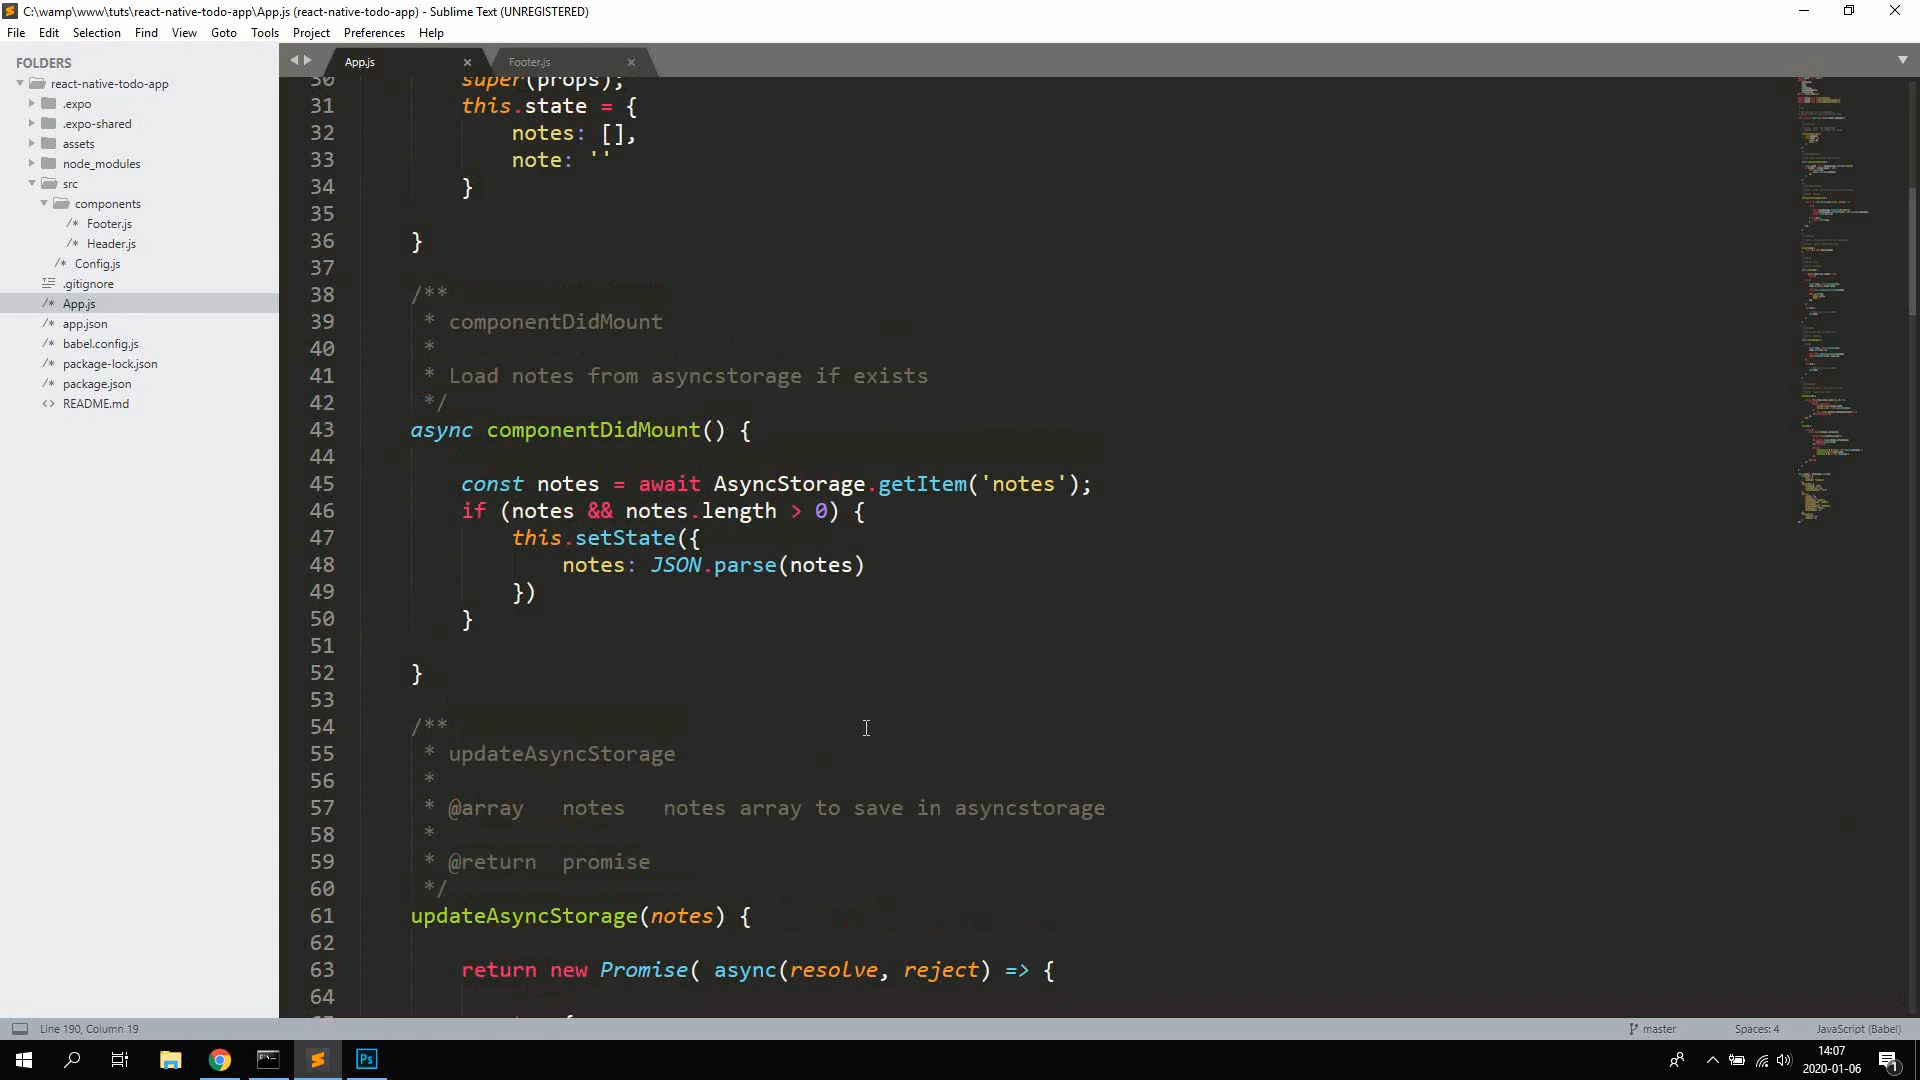 C:\wamp\www\tuts\react-native-todo-app\App.js (react-native-todo-app) - Sublime Text (UNREGISTERED)
File Edit Selection Find View Goto Tools Project Preferences Help
FOLDERS
react-native-todo-app
.expo
.expo-shared
assets
node_modules
src
components
/* Footer.js
/* Header.js
/* Config.js
.gitignore
/* App.js
/* app.json
/* babel.config.js
/* package-lock.json
/* package.json
<> README.md
App.js
Footer.js
30 super(props);
31 this.state = {
32 notes: [],
33 note: ''
34 }
35
36 }
37
38 /**
39 * componentDidMount
40 *
41 * Load notes from asyncstorage if exists
42 */
43 async componentDidMount() {
44
45 const notes = await AsyncStorage.getItem('notes');
46 if (notes && notes.length > 0) {
47 this.setState({
48 notes: JSON.parse(notes)
49 })
50 }
51
52 }
53
54 /**
55 * updateAsyncStorage
56 *
57 * @array notes notes array to save in asyncstorage
58 *
59 * @return promise
60 */
61 updateAsyncStorage(notes) {
62
63 return new Promise( async(resolve, reject) => {
64
Line 190, Column 19
master
Spaces: 4
JavaScript (Babel)
Ps
14:07
2020-01-06
1